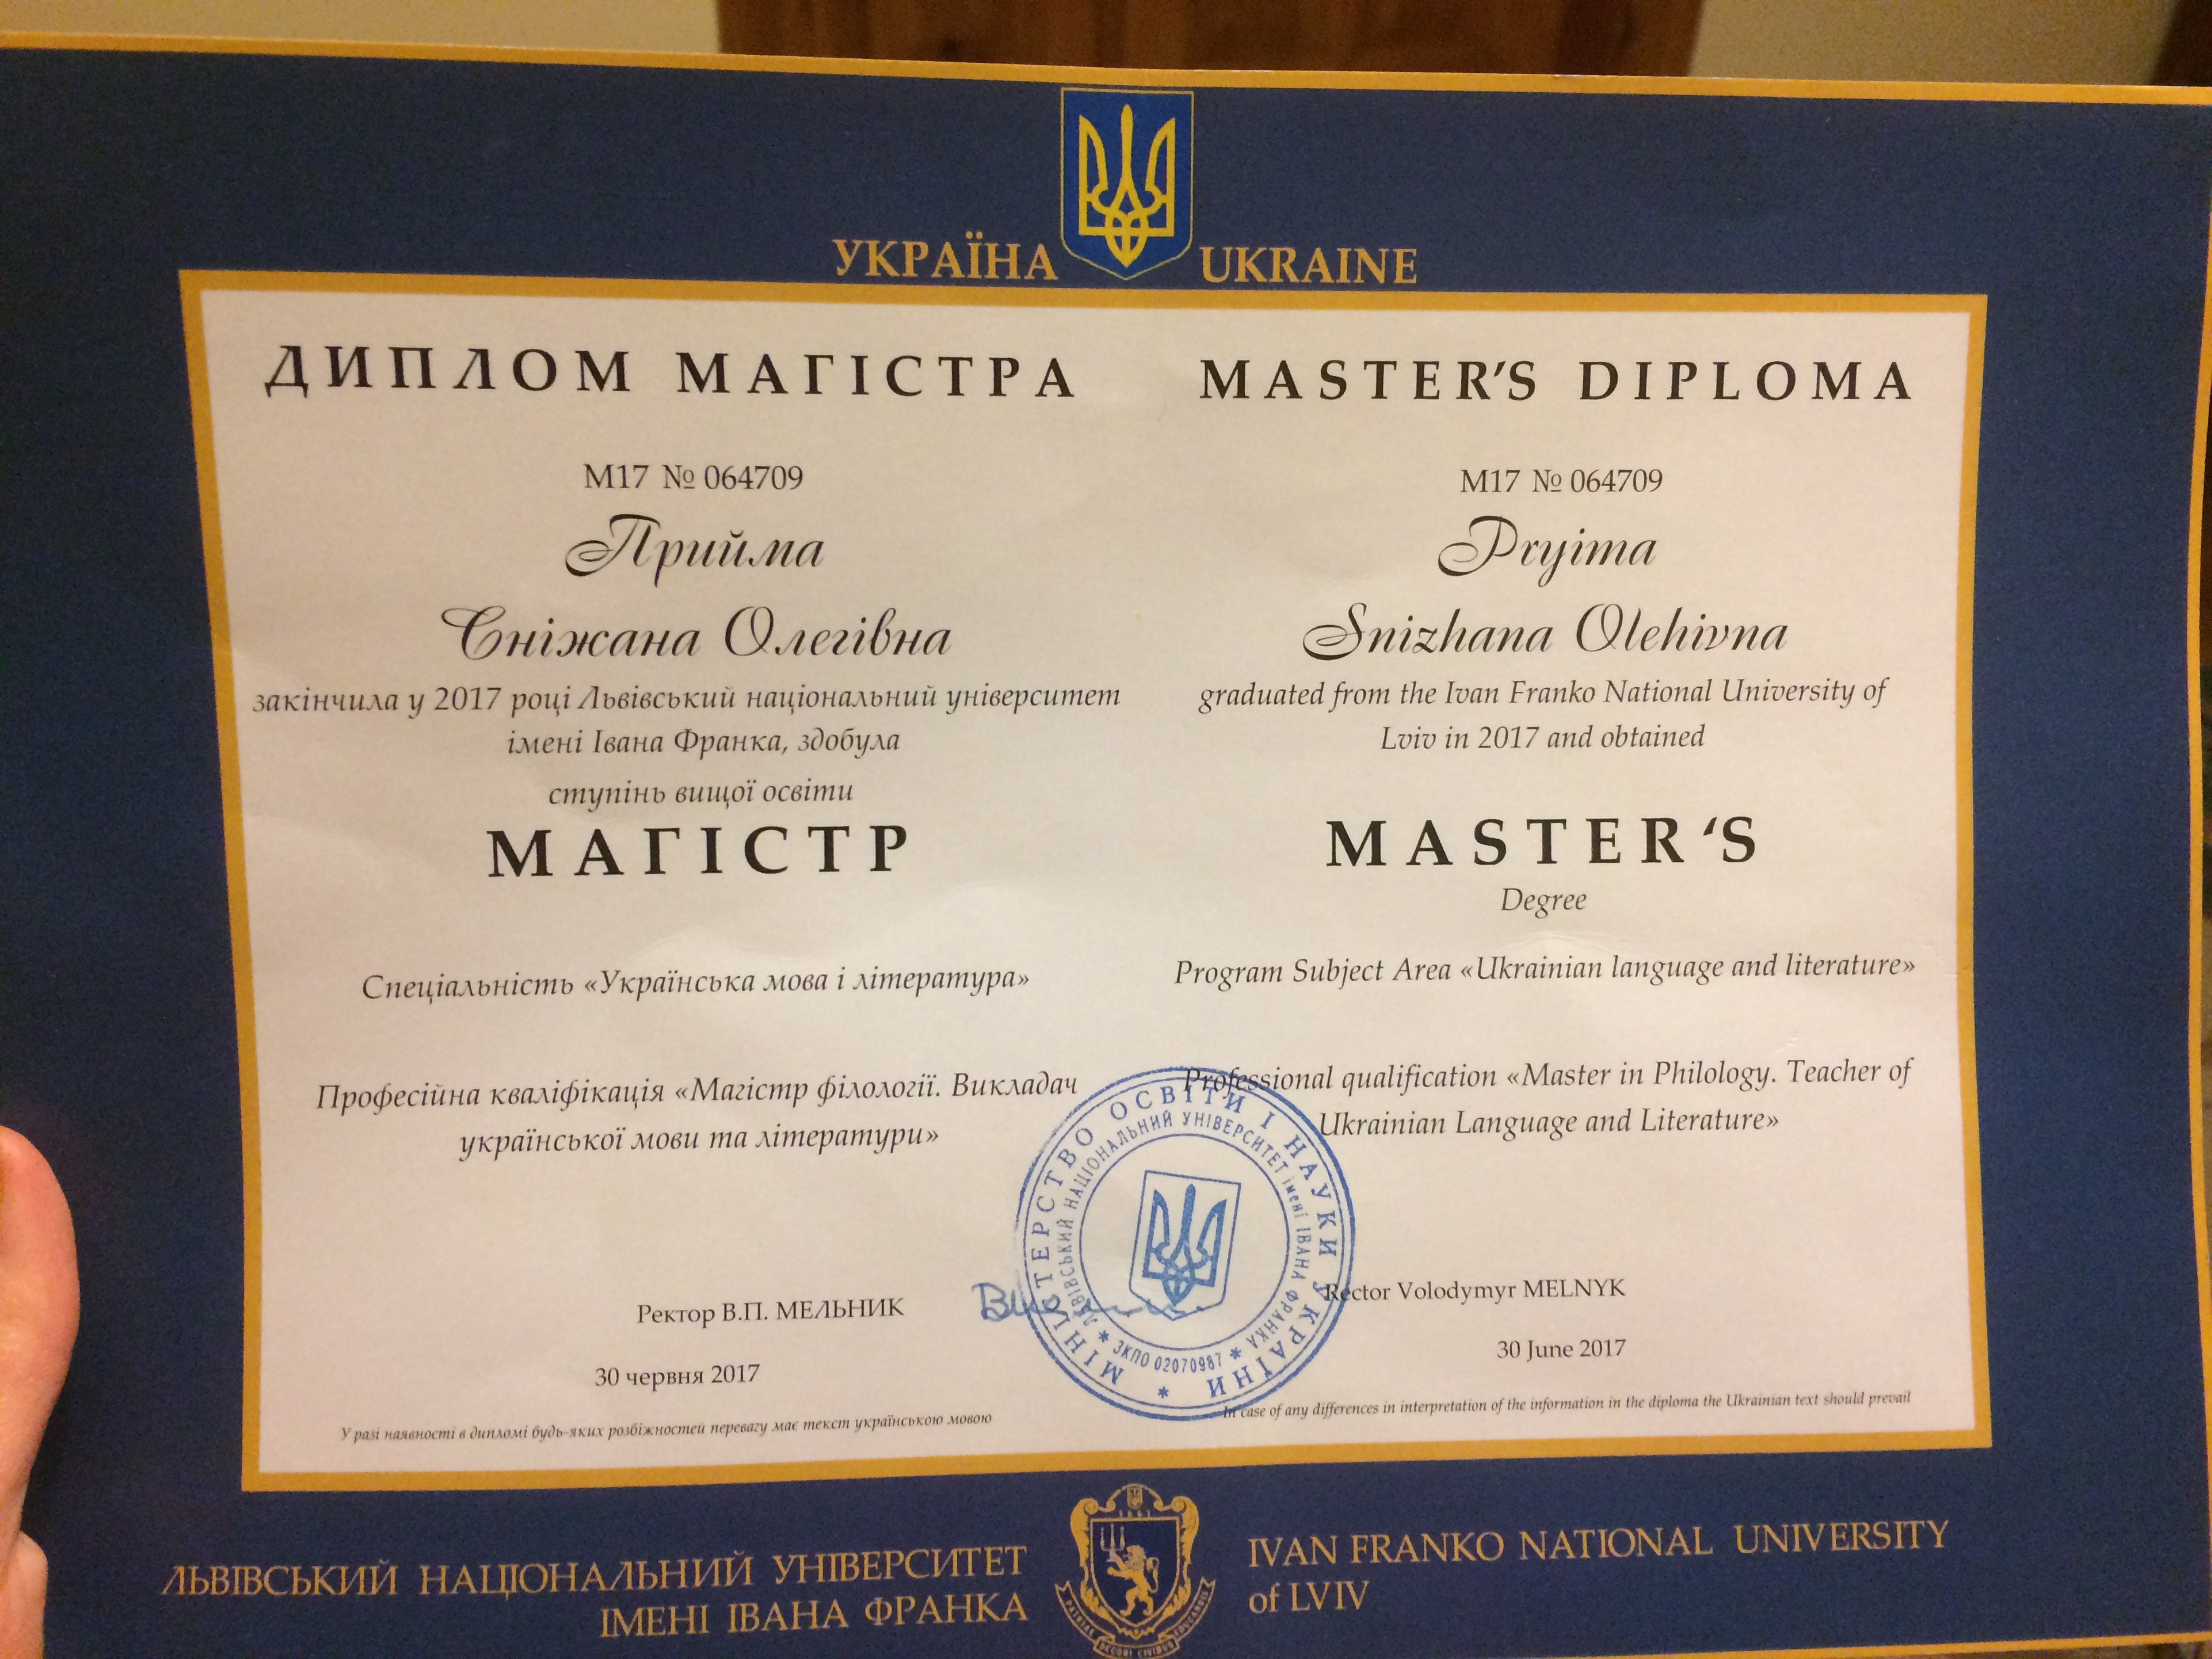 УКРАЇНА
UKRAINE
ДИПЛОМ МАГІСТРА
М17 № 064709
Прийма
Сніжана Олегівна
закінчила у 2017 році Львівський національний університет
імені Івана Франка, здобула
ступінь вищої освіти
МАГІСТР
Спеціальність «Українська мова і література»
Професійна кваліфікація «Магістр філології. Викладач
української мови та літератури»
Ректор В.П. МЕЛЬНИК
30 червня 2017
У разі наявності в дипломі будь-яких розбіжностей перевагу має текст українською мовою
MASTER'S DIPLOMA
M17 № 064709
Pryima
Snizhana Olehivna
graduated from the Ivan Franko National University of
Lviv in 2017 and obtained
MASTER ‘S
Degree
Program Subject Area «Ukrainian language and literature»
Professional qualification «Master in Philology. Teacher of
Ukrainian Language and Literature»
Rector Volodymyr MELNYK
30 June 2017
In case of any differences in interpretation of the information in the diploma the Ukrainian text should prevail
МІНІСТЕРСТВО ОСВІТИ І НАУКИ УКРАЇНИ *
* ЛЬВІВСЬКИЙ НАЦІОНАЛЬНИЙ УНІВЕРСИТЕТ імені ІВАНА ФРАНКА *
ЗКПО 02070987
ЛЬВІВСЬКИЙ НАЦІОНАЛЬНИЙ УНІВЕРСИТЕТ
ІМЕНІ ІВАНА ФРАНКА
1661
PATRIAE DECORI CIVIBUS EDUCANDIS
IVAN FRANKO NATIONAL UNIVERSITY
of LVIV